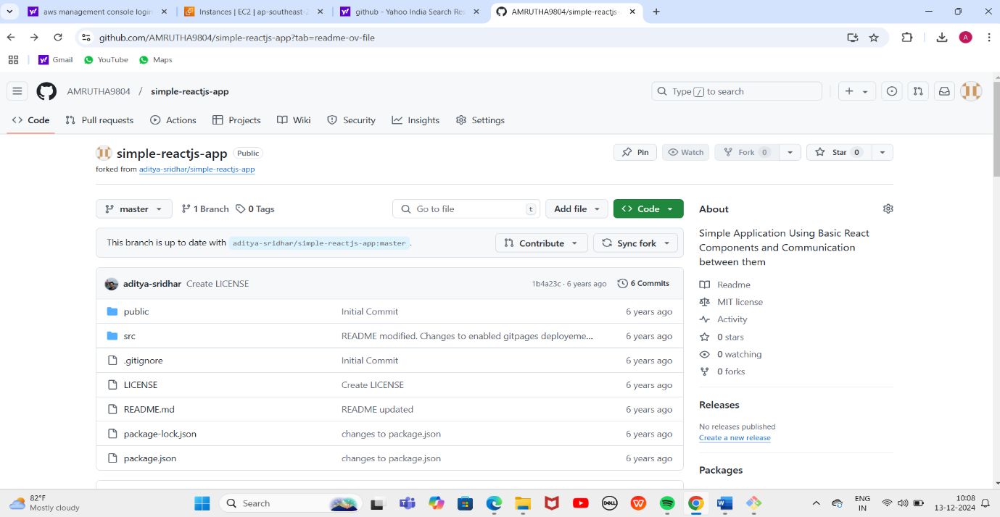 aws management console login
Instances | EC2 | ap-southeast-2
github - Yahoo India Search Res
AMRUTHA9804/simple-reactjs-
github.com/AMRUTHA9804/simple-reactjs-app?tab=readme-ov-file
A
Gmail YouTube Maps
AMRUTHA9804 / simple-reactjs-app
Type / to search
Code Pull requests Actions Projects Wiki Security Insights Settings
simple-reactjs-app Public
Pin Watch Fork 0 Star 0
forked from aditya-sridhar/simple-reactjs-app
master 1 Branch 0 Tags
Go to file t Add file Code
This branch is up to date with aditya-sridhar/simple-reactjs-app:master .
Contribute Sync fork
aditya-sridhar Create LICENSE 1b4a23c · 6 years ago 6 Commits
public Initial Commit 6 years ago
src README modified. Changes to enabled gitpages deployeme... 6 years ago
.gitignore Initial Commit 6 years ago
LICENSE Create LICENSE 6 years ago
README.md README updated 6 years ago
package-lock.json changes to package.json 6 years ago
package.json changes to package.json 6 years ago
About
Simple Application Using Basic React
Components and Communication
between them
Readme
MIT license
Activity
0 stars
0 watching
0 forks
Releases
No releases published
Create a new release
Packages
82°F
Mostly cloudy
Search
DELL
W
ENG
IN
10:08
13-12-2024